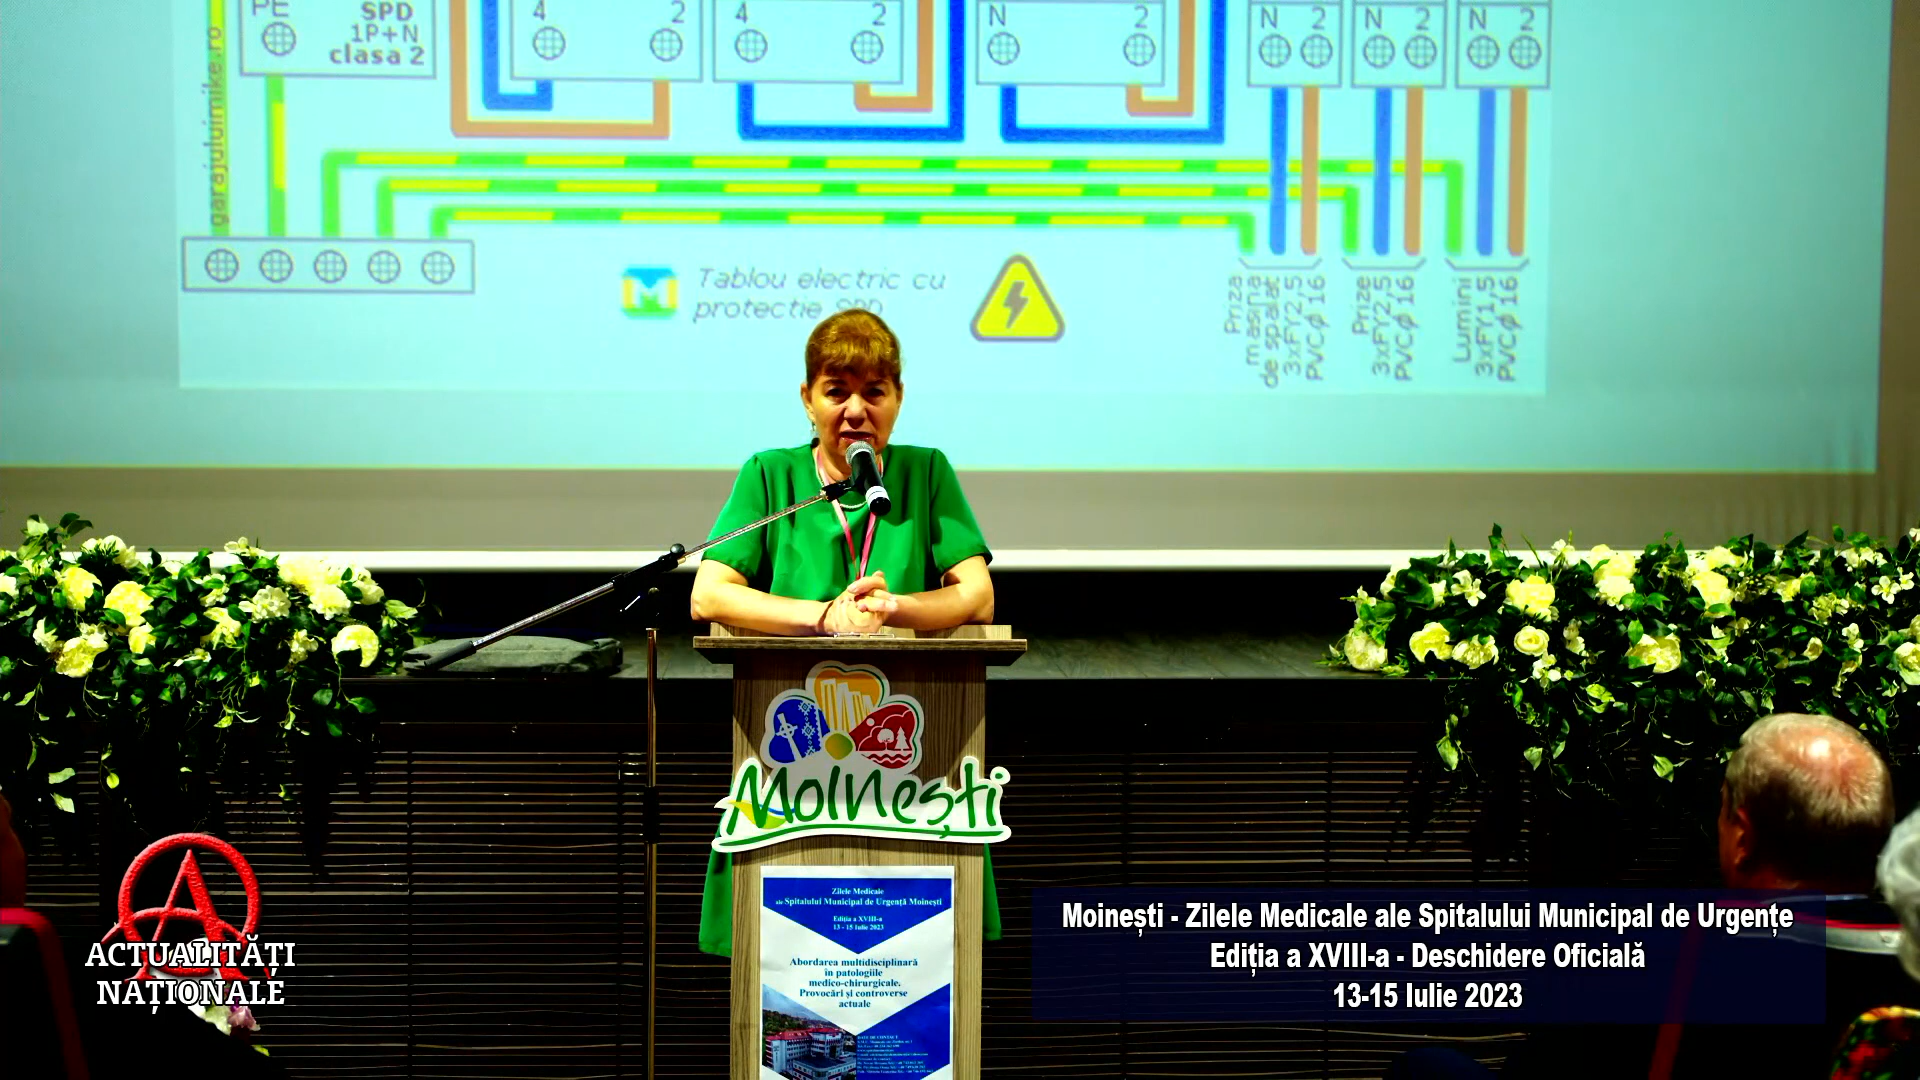 PE
SPD
1P+N
clasa 2
4 2
4 2
N 2
N 2
N 2
N 2
garajuluimike.ro
Tablou electric cu
protectie SPD
Priza
masina
de spalat
3xFY2,5
PVCϕ16
Prize
3xFY2,5
PVCϕ16
Lumini
3xFY1,5
PVCϕ16
Moinești
Zilele Medicale
ale Spitalului Municipal de Urgență Moinești
Ediția a XVIII-a
13 - 15 Iulie 2023
Abordarea multidisciplinară
în patologiile
medico-chirurgicale.
Provocări și controverse
actuale
DATE DE CONTACT
ACTUALITĂȚI
NAȚIONALE
Moinești - Zilele Medicale ale Spitalului Municipal de Urgențe
Ediția a XVIII-a - Deschidere Oficială
13-15 Iulie 2023